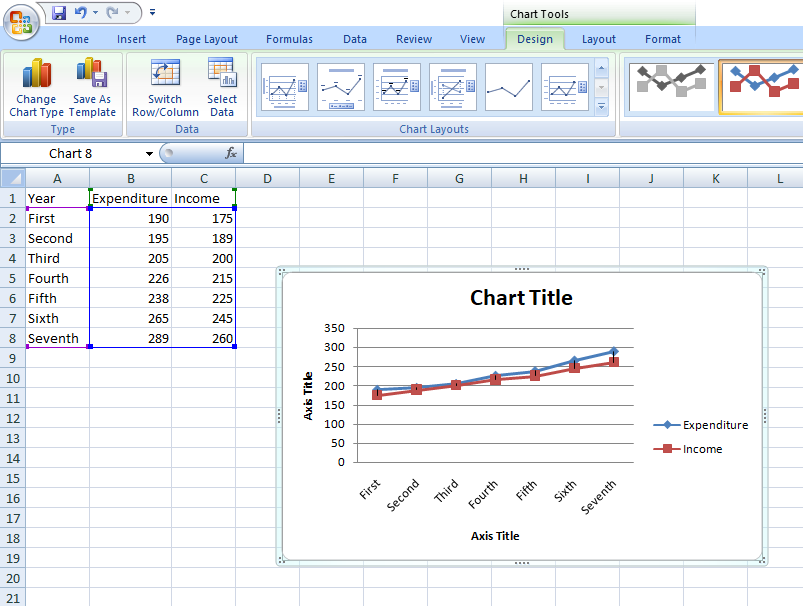 Chart Tools
Home Insert Page Layout Formulas Data Review View Design Layout Format
Change Chart Type
Save As Template
Switch Row/Column
Select Data
Type Data Chart Layouts
Chart 8 fx
A B C D E F G H I J K L
1 Year Expenditure Income
2 First 190 175
3 Second 195 189
4 Third 205 200
5 Fourth 226 215
6 Fifth 238 225
7 Sixth 265 245
8 Seventh 289 260
9
10
11
12
13
14
15
16
17
18
19
20
21
Chart Title
350
300
250
200
150
100
50
0
Axis Title
First Second Third Fourth Fifth Sixth Seventh
Axis Title
Expenditure
Income